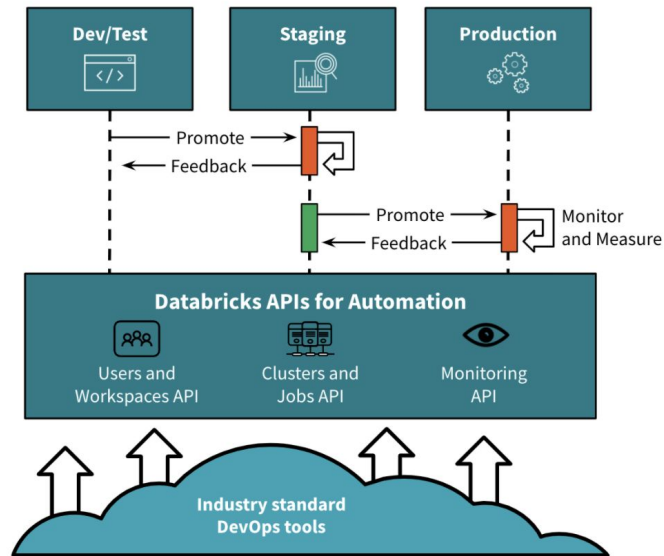 Dev/Test
Staging
Production
</>
Promote
Feedback
Promote
Feedback
Monitor
and Measure
Databricks APIs for Automation
Users and
Workspaces API
Clusters and
Jobs API
Monitoring
API
Industry standard
DevOps tools